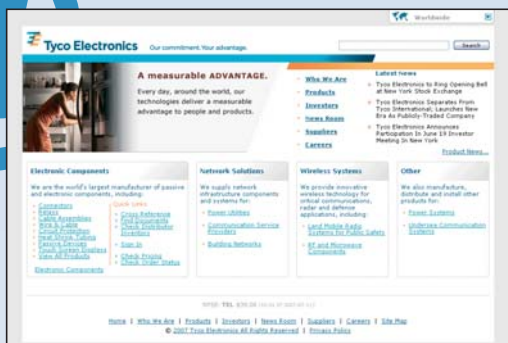 Worldwide
Tyco Electronics
Our commitment. Your advantage.
Search
A measurable ADVANTAGE.
Every day, around the world, our
technologies deliver a measurable
advantage to people and products.
Who We Are
Products
Investors
News Room
Suppliers
Careers
Latest News
Tyco Electronics to Ring Opening Bell
at New York Stock Exchange
Tyco Electronics Separates From
Tyco International, Launches New
Era As Publicly-Traded Company
Tyco Electronics Announces
Participation In June 19 Investor
Meeting In New York
Product News...
Electronic Components
We are the world's largest manufacturer of passive
and electronic components, including:
Connectors
Relays
Cable Assemblies
Wire & Cable
Circuit Protection
Heat Shrink Tubing
Passive Devices
Touch Screen Displays
View All Products
Electronic Components
Quick Links
Cross Reference
Find Documents
Check Distributor
Inventory
Sign In
Check Pricing
Check Order Status
Network Solutions
We supply network
infrastructure components
and systems for:
Power Utilities
Communication Service
Providers
Building Networks
Wireless Systems
We provide innovative
wireless technology for
critical communications,
radar and defence
applications, including:
Land Mobile Radio
Systems for Public Safety
RF and Microwave
Components
Other
We also manufacture,
distribute and install other
products for:
Power Systems
Undersea Communication
Systems
NYSE: TEL
Home | Who We Are | Products | Investors | News Room | Suppliers | Careers | Site Map
© 2007 Tyco Electronics All Rights Reserved | Privacy Policy